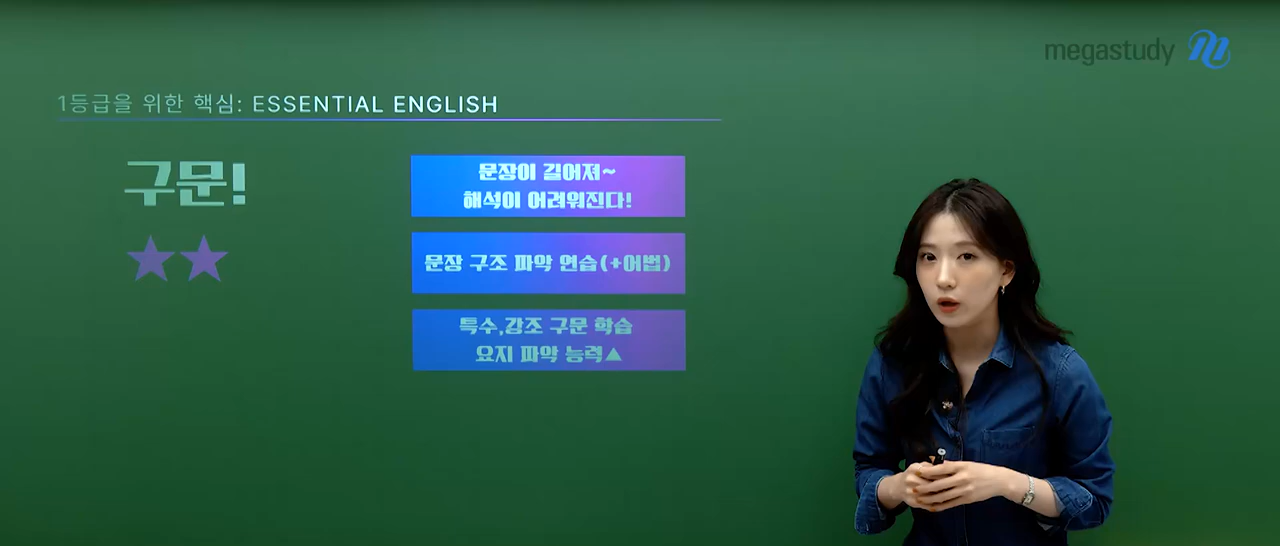 megastudy
1등급을 위한 핵심: ESSENTIAL ENGLISH
구문!
문장이 길어져~
해석이 어려워진다!
문장 구조 파악 연습(+어법)
특수,강조 구문 학습
요지 파악 능력▲